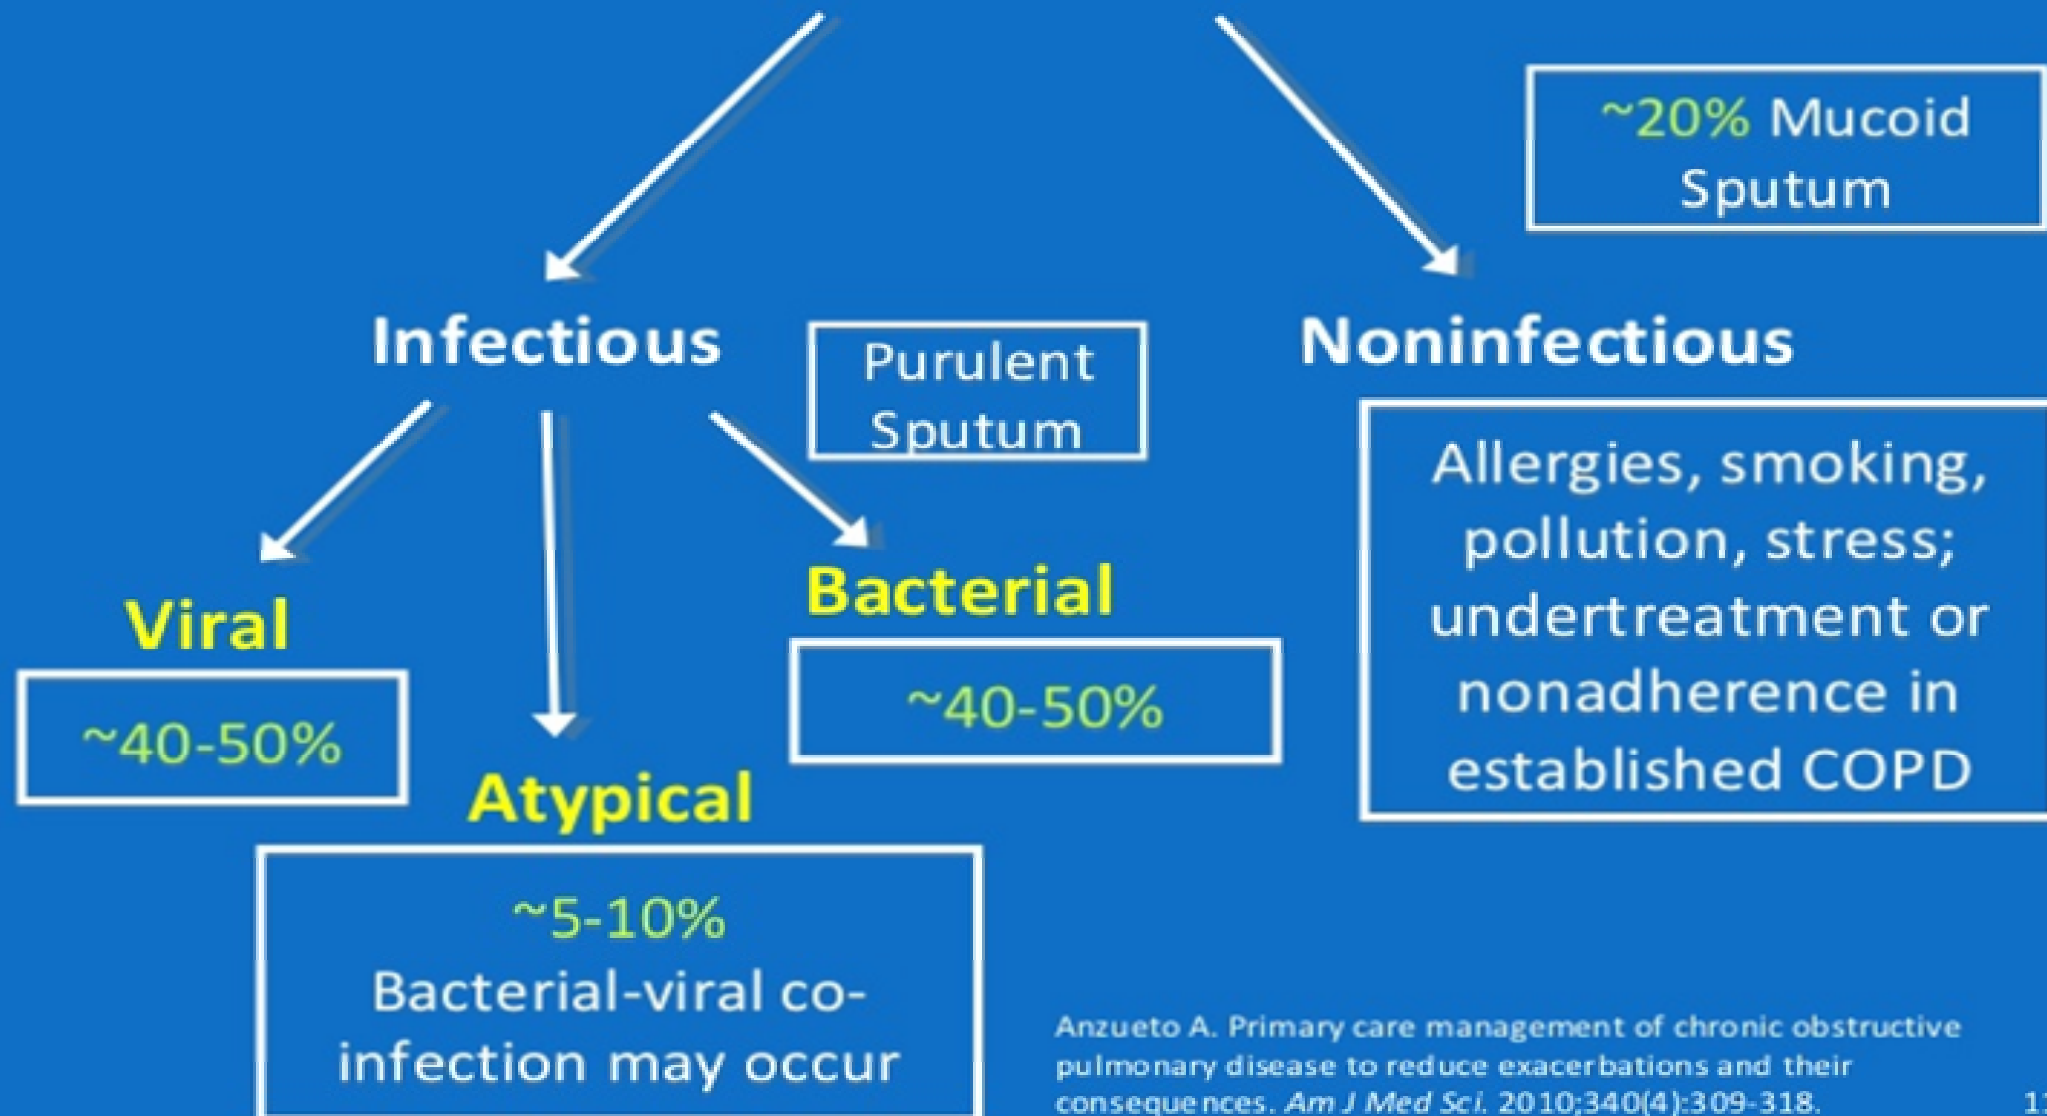 ~20% Mucoid
Sputum
Infectious
Purulent
Sputum
Noninfectious
Allergies, smoking,
pollution, stress;
undertreatment or
nonadherence in
established COPD
Viral
~40-50%
Bacterial
~40-50%
Atypical
~5-10%
Bacterial-viral co-
infection may occur
Anzueto A. Primary care management of chronic obstructive
pulmonary disease to reduce exacerbations and their
consequences. Am J Med Sci. 2010;340(4):309-318.